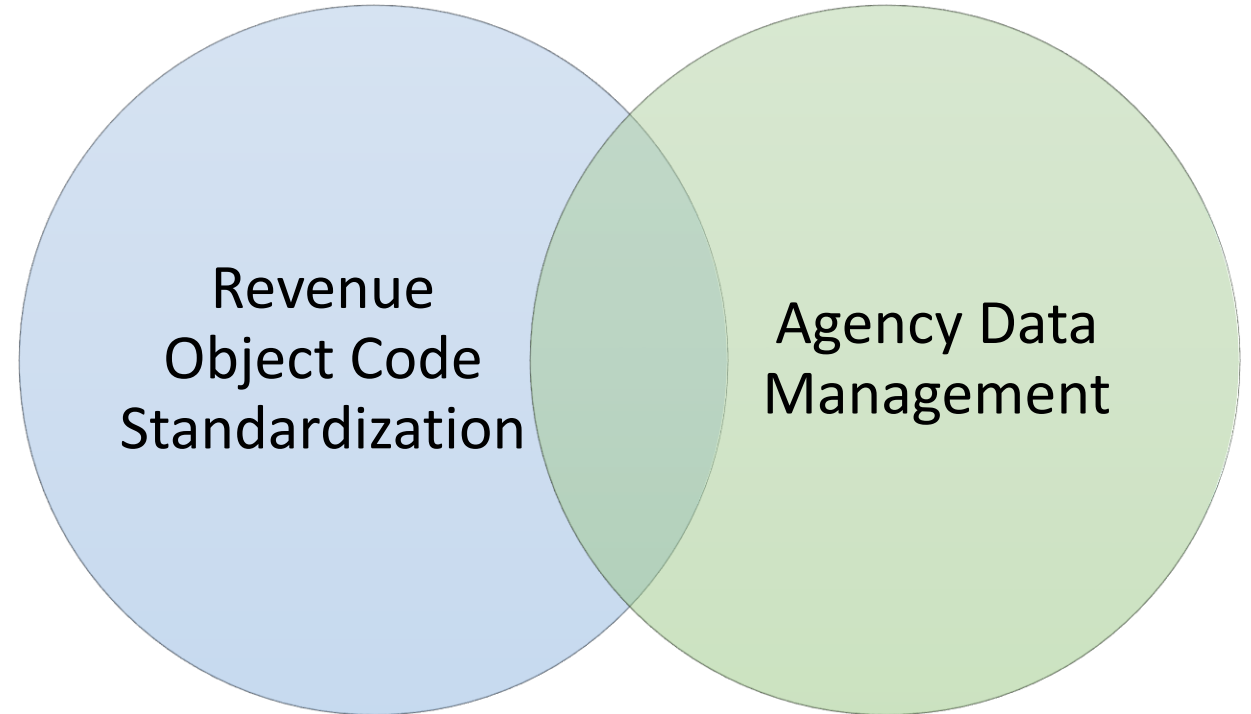 Revenue
Object Code
Standardization
Agency Data
Management